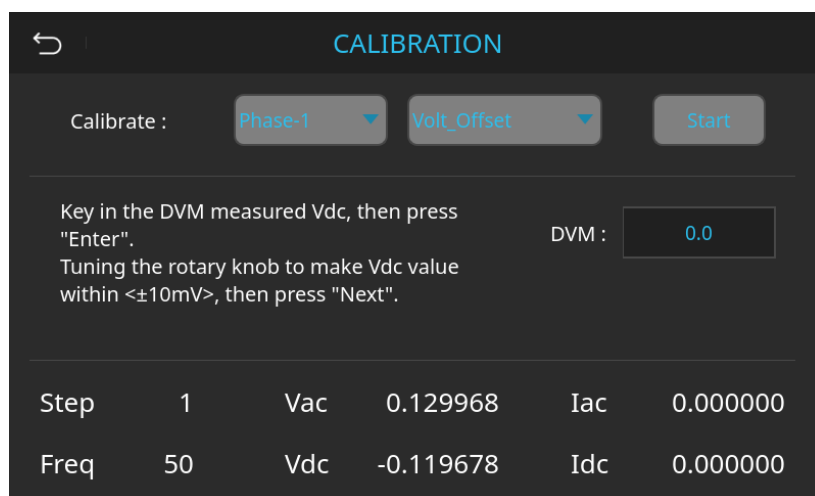 CALIBRATION
Calibrate : Phase-1 Volt_Offset Start
Key in the DVM measured Vdc, then press
"Enter".
DVM : 0.0
Tuning the rotary knob to make Vdc value
within <±10mV>, then press "Next".
Step 1 Vac 0.129968 Iac 0.000000
Freq 50 Vdc -0.119678 Idc 0.000000